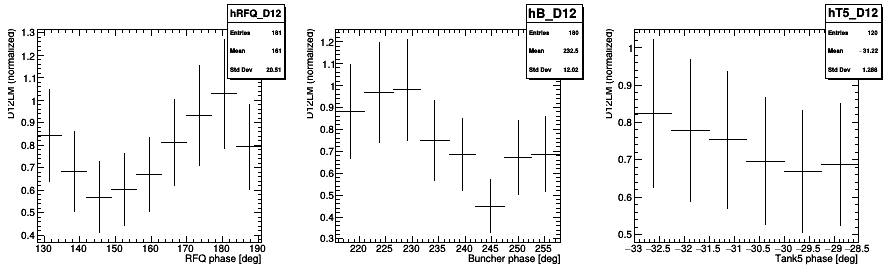 hRFQ_D12
Entries 181
Mean 161
Std Dev 20.51
D12LM (normalized)
1.3
1.2
1.1
1
0.9
0.8
0.7
0.6
0.5
0.4
130 140 150 160 170 180 190
RFQ phase [deg]
hB_D12
Entries 180
Mean 232.5
Std Dev 12.02
D12LM (normalized)
1.2
1.1
1
0.9
0.8
0.7
0.6
0.5
0.4
0.3
220 225 230 235 240 245 250 255
Buncher phase [deg]
hT5_D12
Entries 120
Mean -31.22
Std Dev 1.286
D12LM (normalized)
1
0.9
0.8
0.7
0.6
0.5
−33 −32.5 −32 −31.5 −31 −30.5 −30 −29.5 −29 −28.5
Tank5 phase [deg]